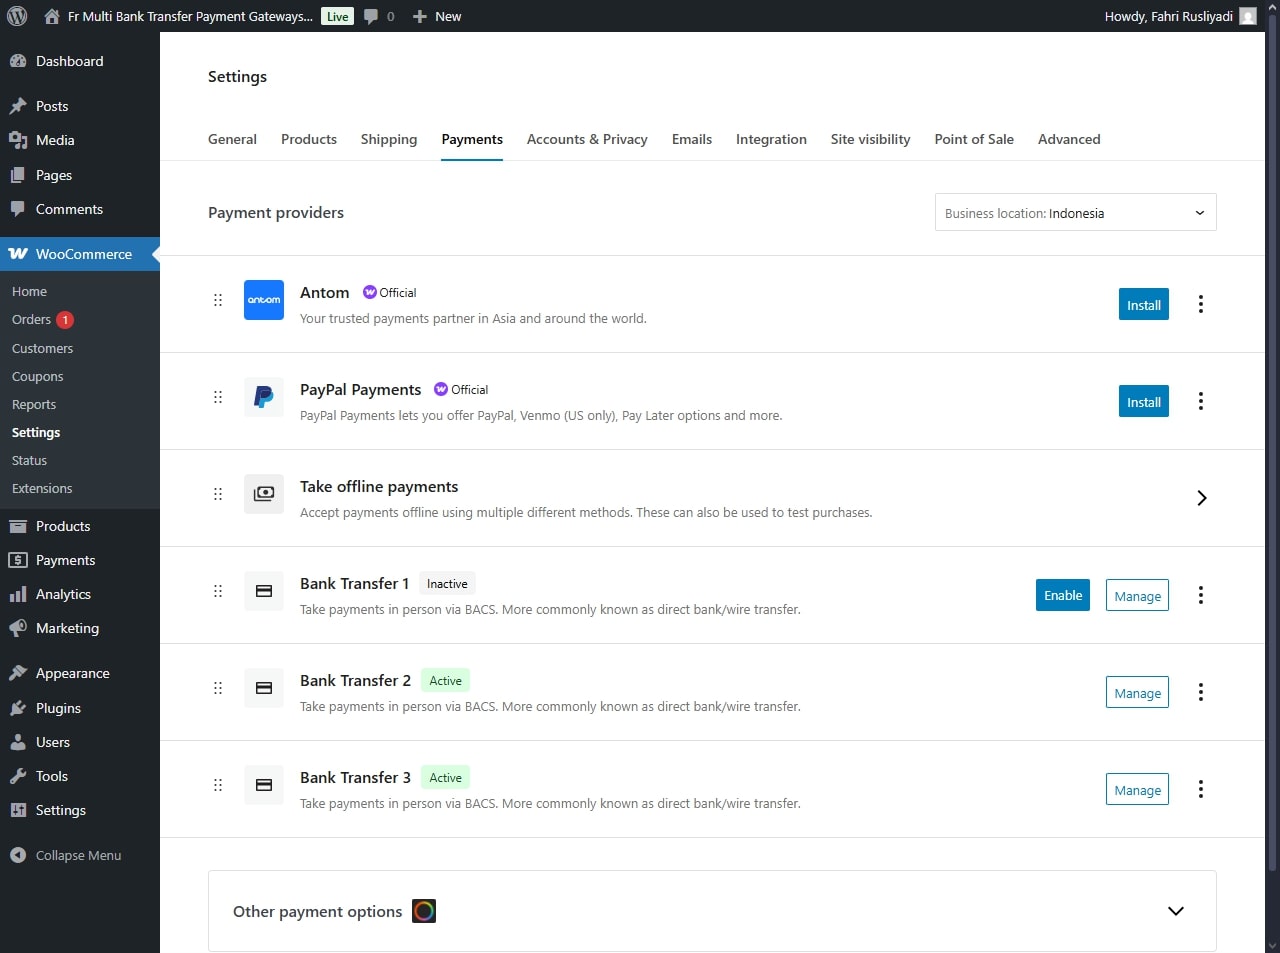 Fr Multi Bank Transfer Payment Gateways...
Live
0
New
Howdy, Fahri Rusliyadi
Dashboard
Posts
Media
Pages
Comments
WooCommerce
Home
Orders 1
Customers
Coupons
Reports
Settings
Status
Extensions
Products
Payments
Analytics
Marketing
Appearance
Plugins
Users
Tools
Settings
Collapse Menu
Settings
General Products Shipping Payments Accounts & Privacy Emails Integration Site visibility Point of Sale Advanced
Payment providers
Business location: Indonesia
antom
Antom Official
Your trusted payments partner in Asia and around the world.
Install
PayPal Payments Official
PayPal Payments lets you offer PayPal, Venmo (US only), Pay Later options and more.
Install
Take offline payments
Accept payments offline using multiple different methods. These can also be used to test purchases.
Bank Transfer 1 Inactive
Take payments in person via BACS. More commonly known as direct bank/wire transfer.
Enable Manage
Bank Transfer 2 Active
Take payments in person via BACS. More commonly known as direct bank/wire transfer.
Manage
Bank Transfer 3 Active
Take payments in person via BACS. More commonly known as direct bank/wire transfer.
Manage
Other payment options